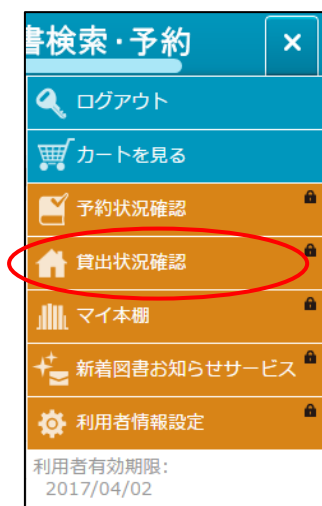 書検索・予約
ログアウト
カートを見る
予約状況確認
貸出状況確認
マイ本棚
新着図書お知らせサービス
利用者情報設定
利用者有効期限:
2017/04/02